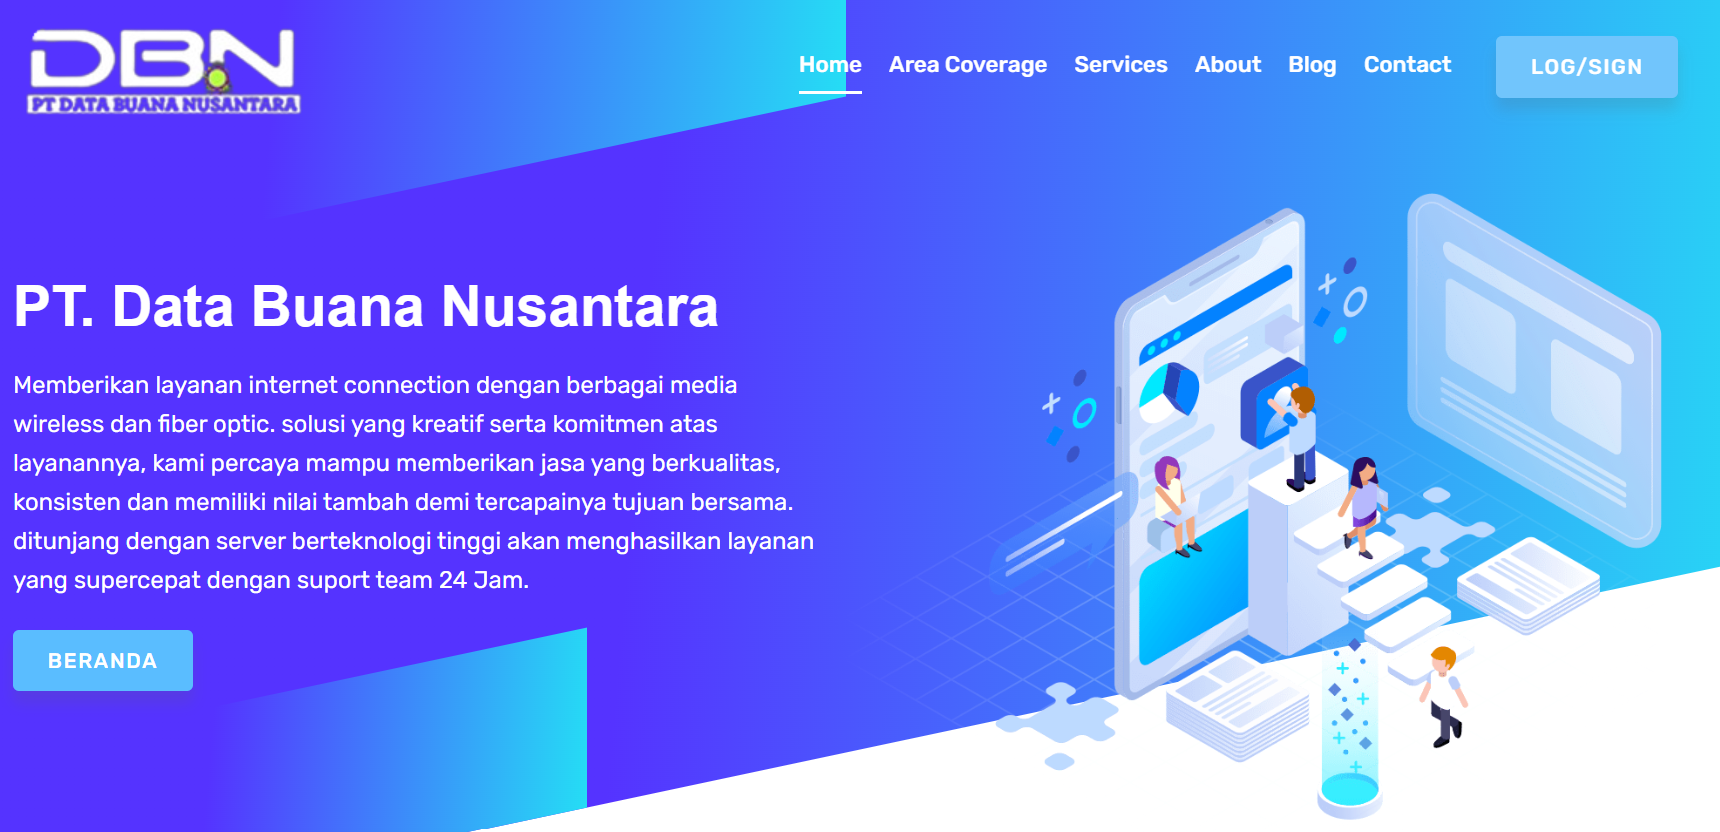 DBN
PT DATA BUANA NUSANTARA
Home Area Coverage Services About Blog Contact LOG/SIGN
PT. Data Buana Nusantara
Memberikan layanan internet connection dengan berbagai media
wireless dan fiber optic. solusi yang kreatif serta komitmen atas
layanannya, kami percaya mampu memberikan jasa yang berkualitas,
konsisten dan memiliki nilai tambah demi tercapainya tujuan bersama.
ditunjang dengan server berteknologi tinggi akan menghasilkan layanan
yang supercepat dengan suport team 24 Jam.
BERANDA